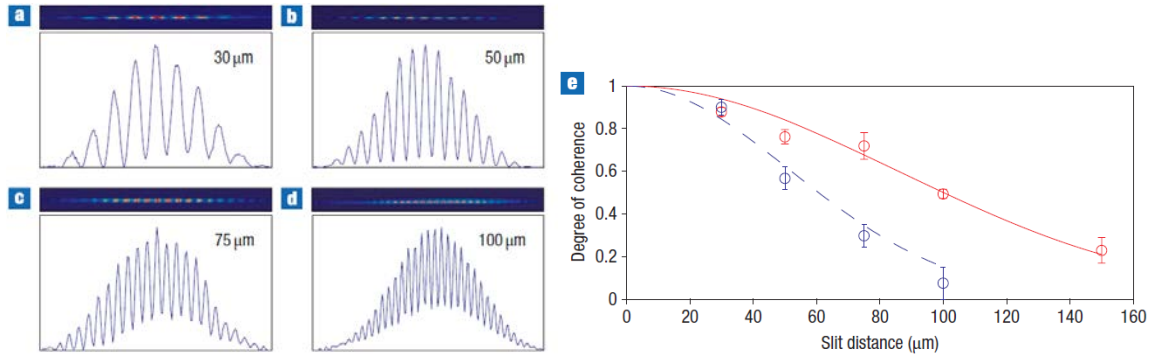 a
30 µm
b
50 µm
c
75 µm
d
100 µm
e
Degree of coherence
1
0.8
0.6
0.4
0.2
0
0 20 40 60 80 100 120 140 160
Slit distance (µm)